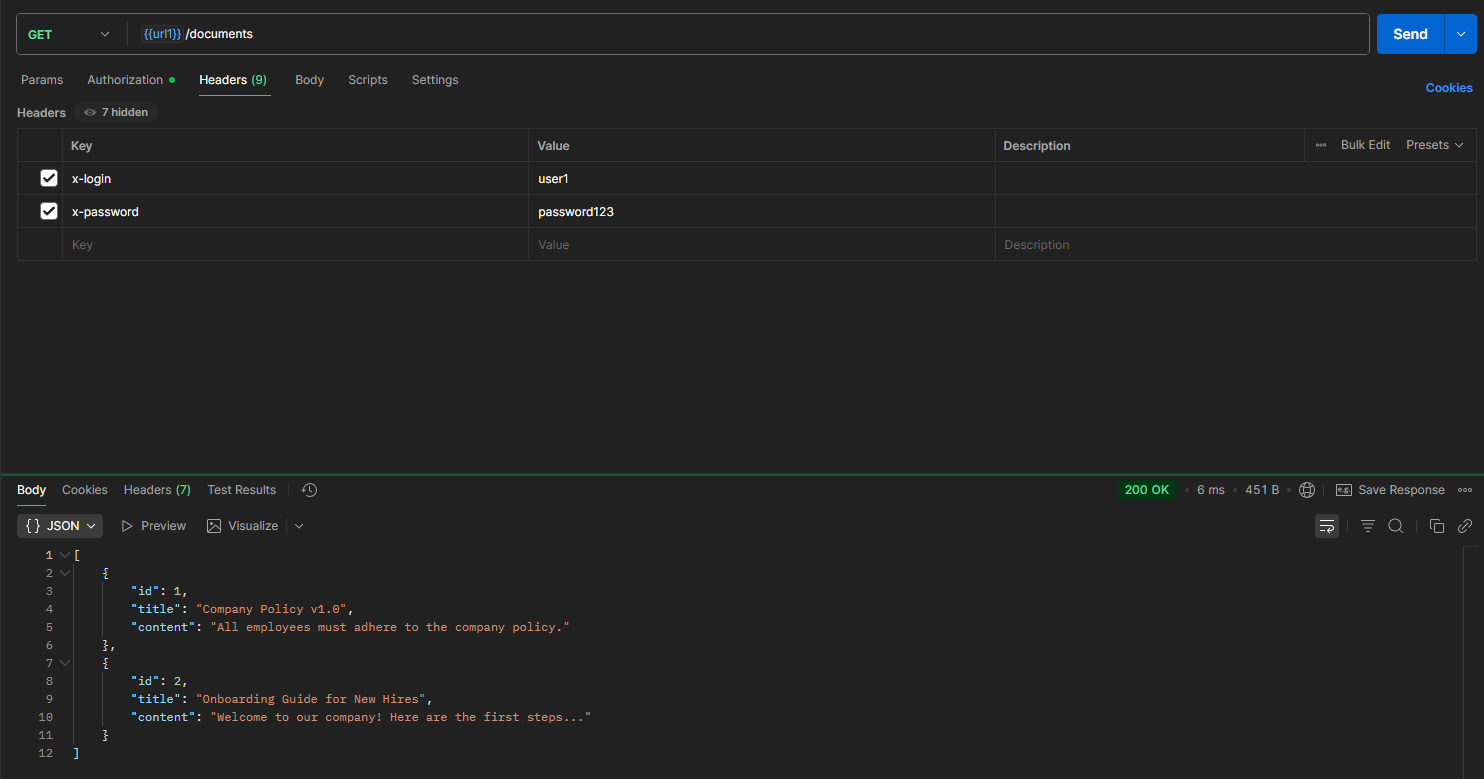 GET {{url1}} /documents Send
Params Authorization Headers (9) Body Scripts Settings
Cookies
Headers 7 hidden
Key Value Description Bulk Edit Presets
x-login user1
x-password password123
Key Value Description
Body Cookies Headers (7) Test Results 200 OK 6 ms 451 B e.g. Save Response
{} JSON Preview Visualize
1 [
2 {
3 "id": 1,
4 "title": "Company Policy v1.0",
5 "content": "All employees must adhere to the company policy."
6 },
7 {
8 "id": 2,
9 "title": "Onboarding Guide for New Hires",
10 "content": "Welcome to our company! Here are the first steps..."
11 }
12 ]